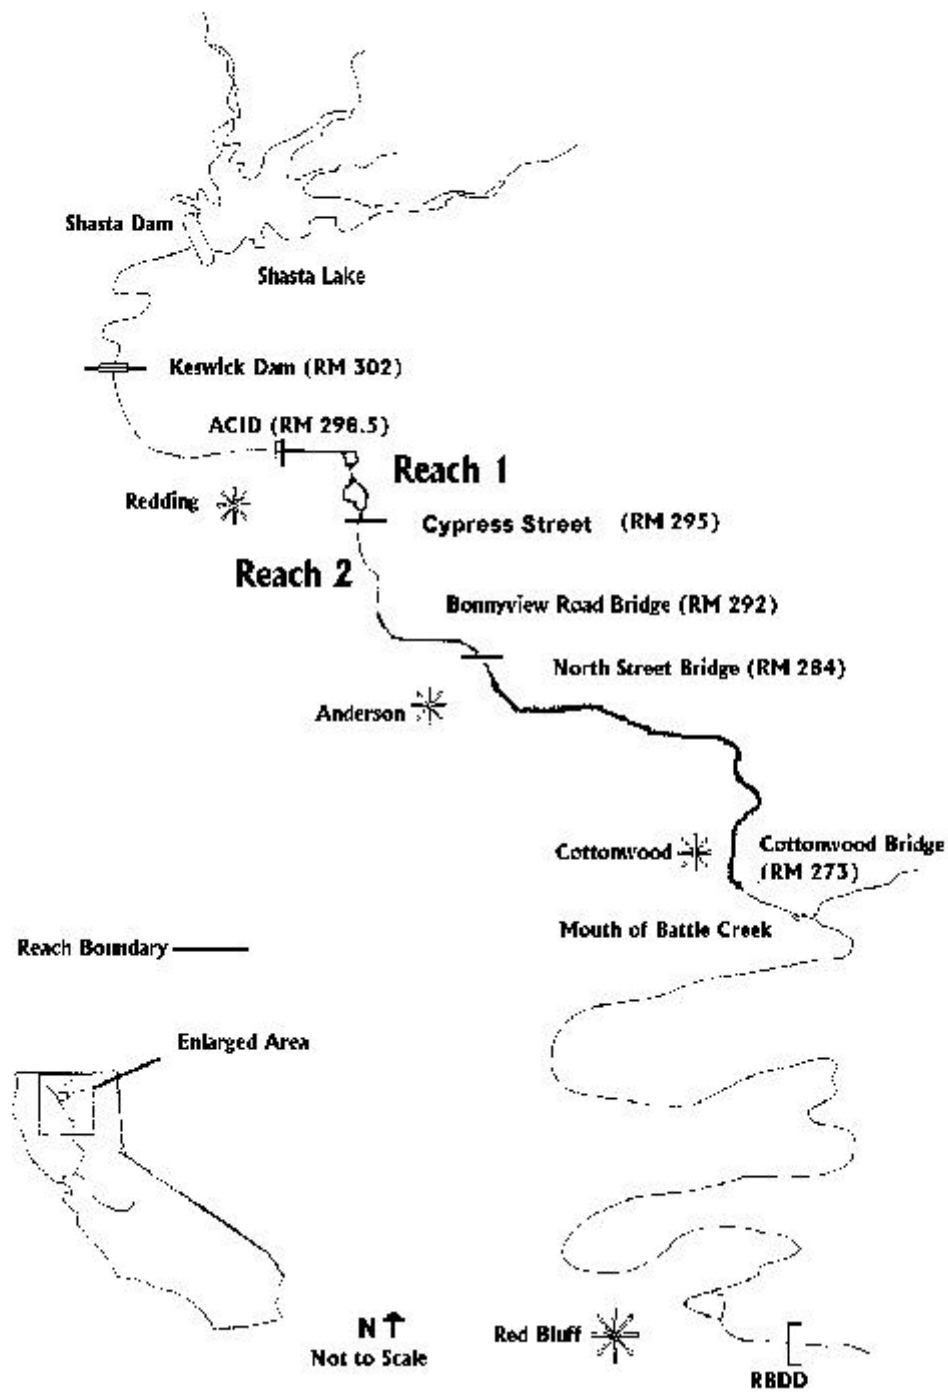 Shasta Dam
Shasta Lake
Keswick Dam (RM 302)
ACID (RM 298.5)
Reach 1
Redding
Cypress Street (RM 295)
Reach 2
Bonnyview Road Bridge (RM 292)
North Street Bridge (RM 284)
Anderson
Cottonwood
Cottonwood Bridge
(RM 273)
Mouth of Battle Creek
Reach Boundary
Enlarged Area
N
Not to Scale
Red Bluff
RBDD